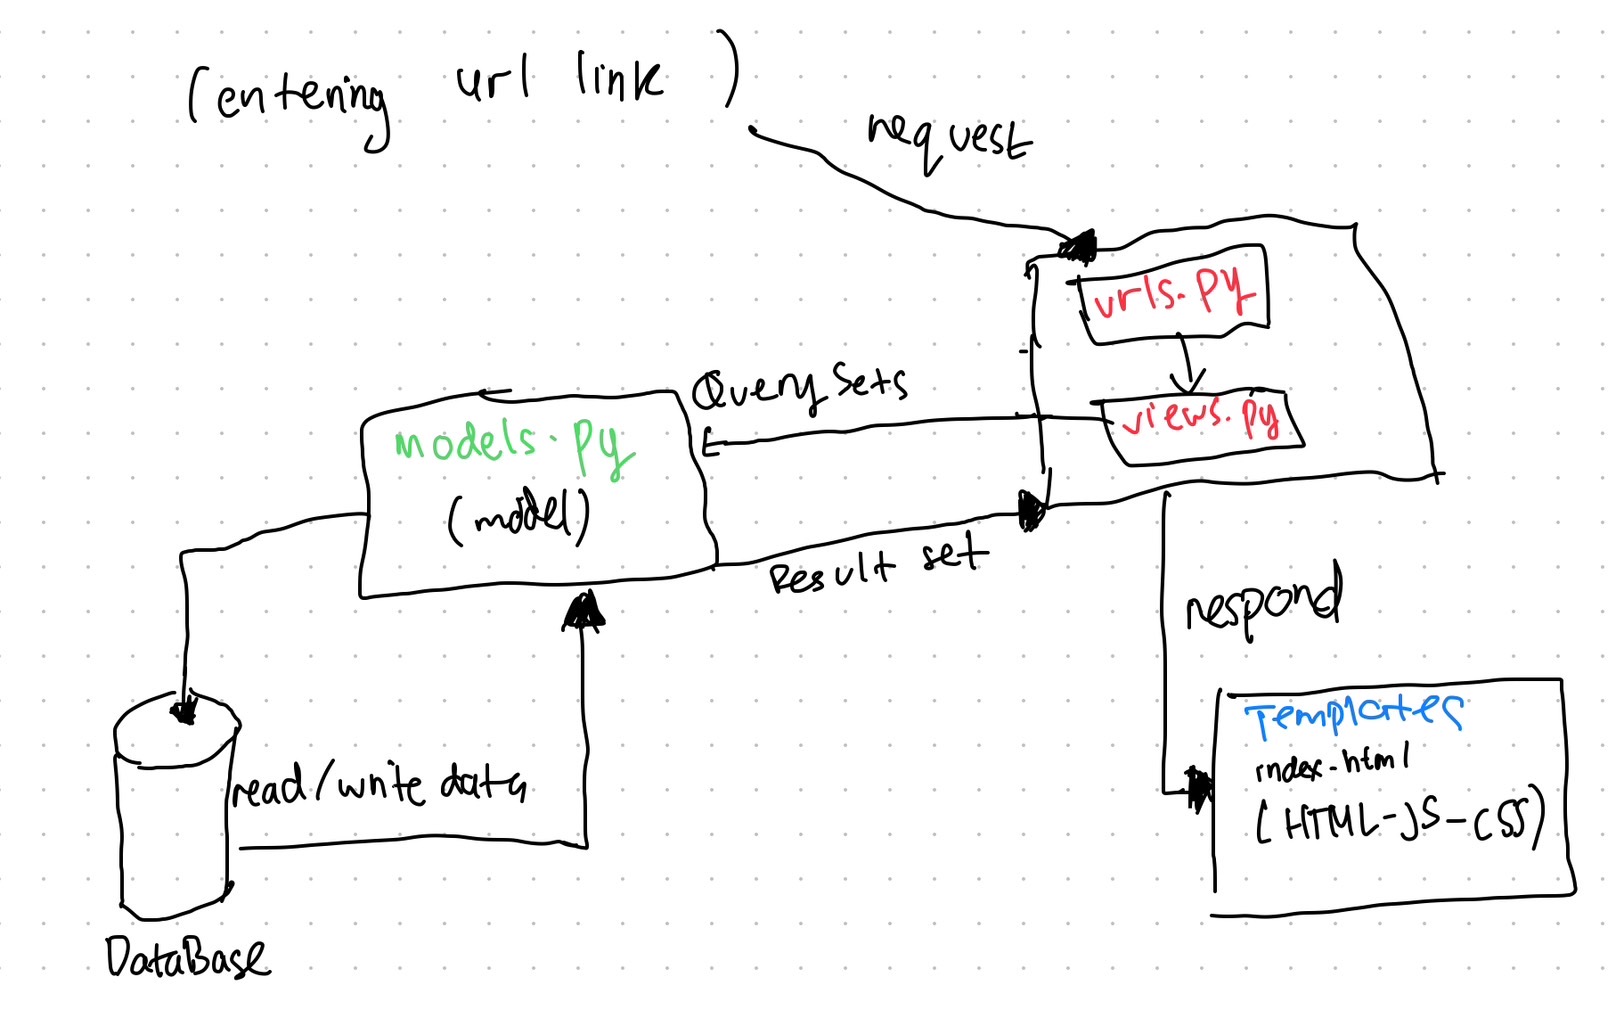 (entering url link )
request
urls.py
Query Sets
views.py
models.py
(model)
Result set
respond
Templates
index.html
(HTML-JS-CSS)
read/write data
DataBase